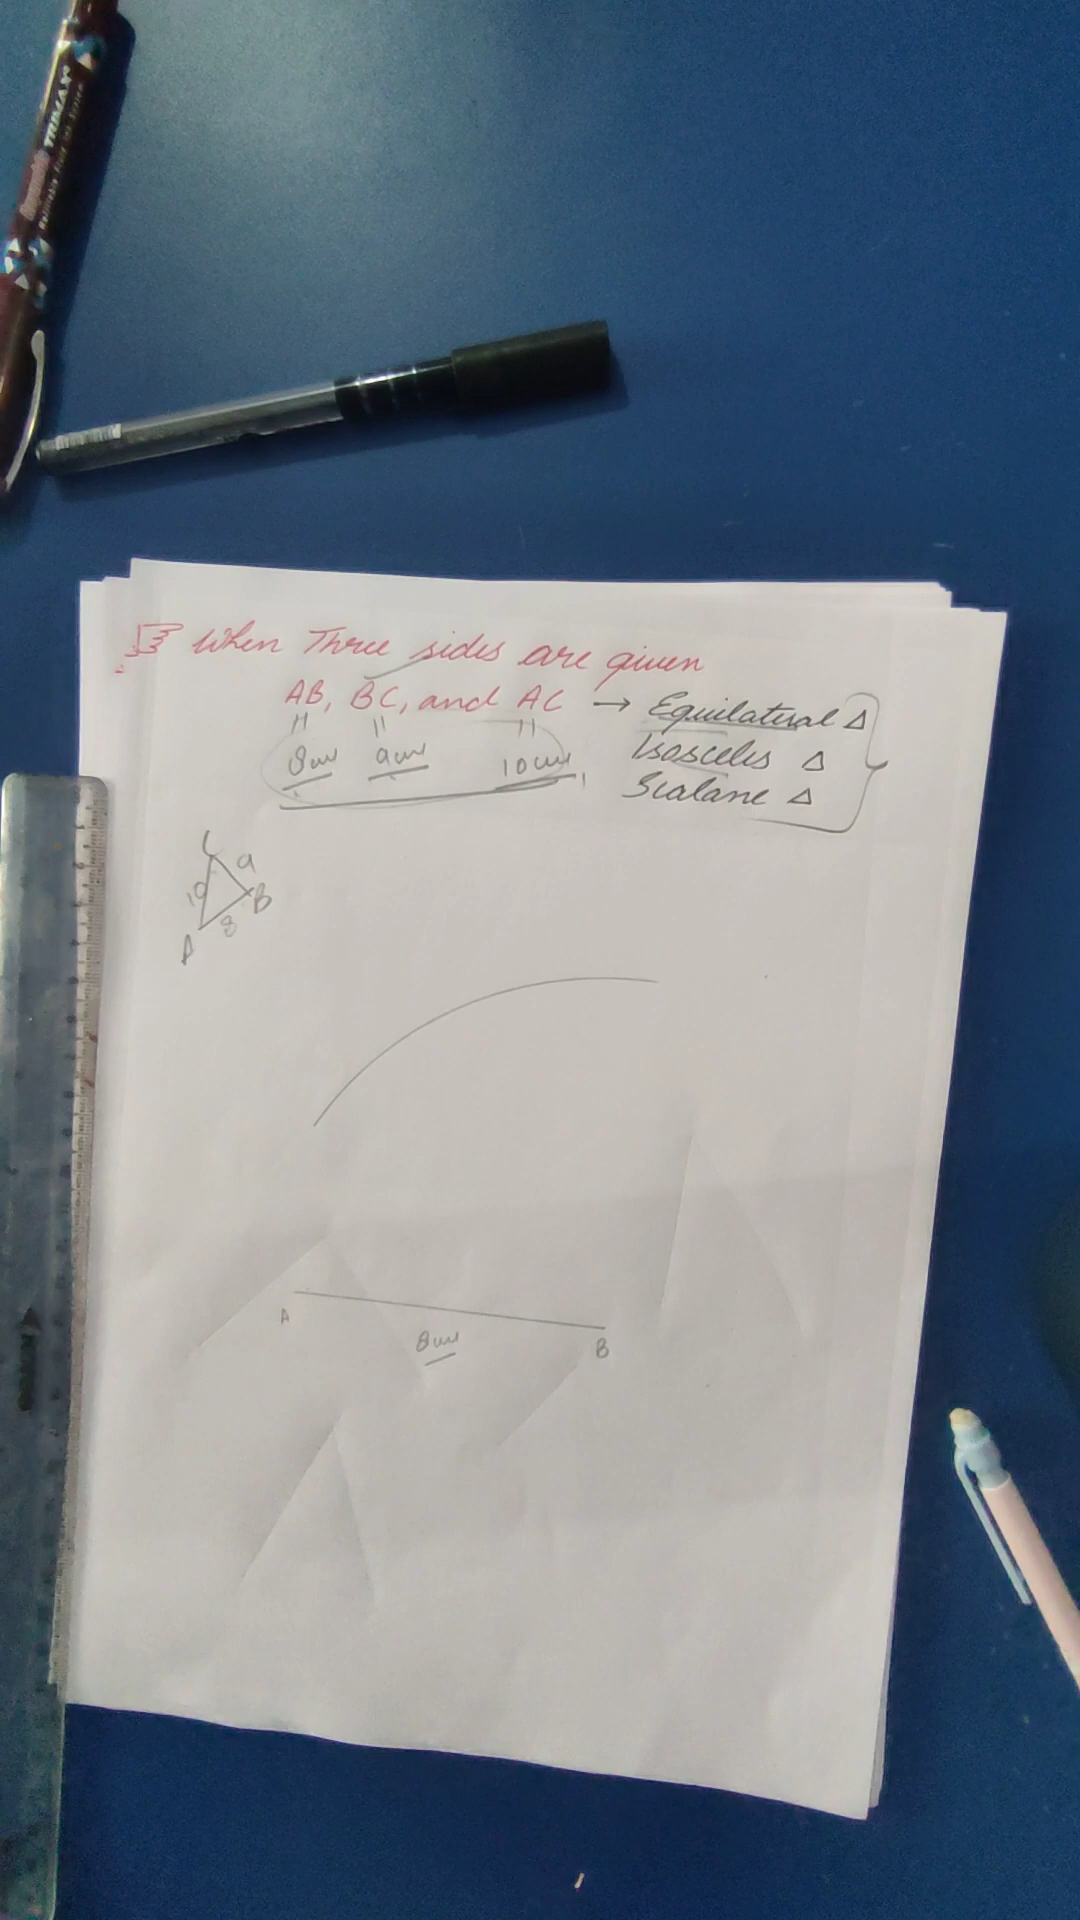 TRIMAX
When Three sides are given
AB, BC, and AC → Equilateral Δ
Isosceles Δ
Scalane Δ
8cm 9cm 10cm
C
9
10
B
8
A
A
8cm
B